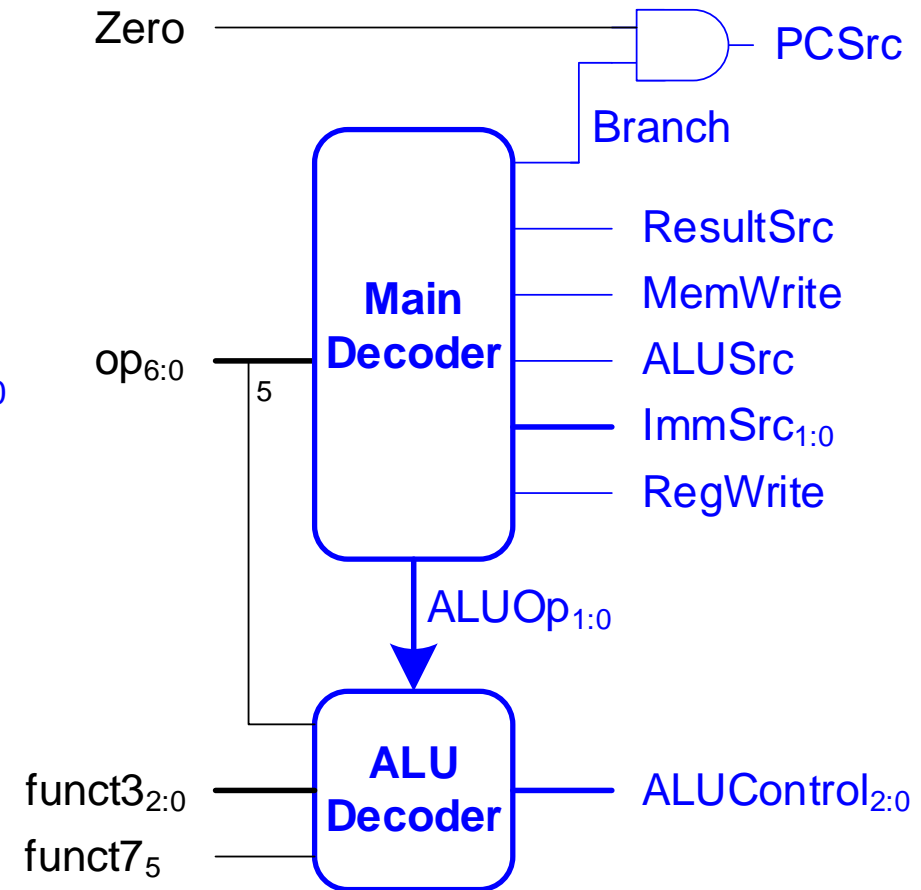 Zero
PCSrc
Branch
ResultSrc
Main
Decoder
MemWrite
op6:0
5
ALUSrc
0
ImmSrc1:0
RegWrite
ALUOp1:0
ALU
Decoder
funct32:0
ALUControl2:0
funct75